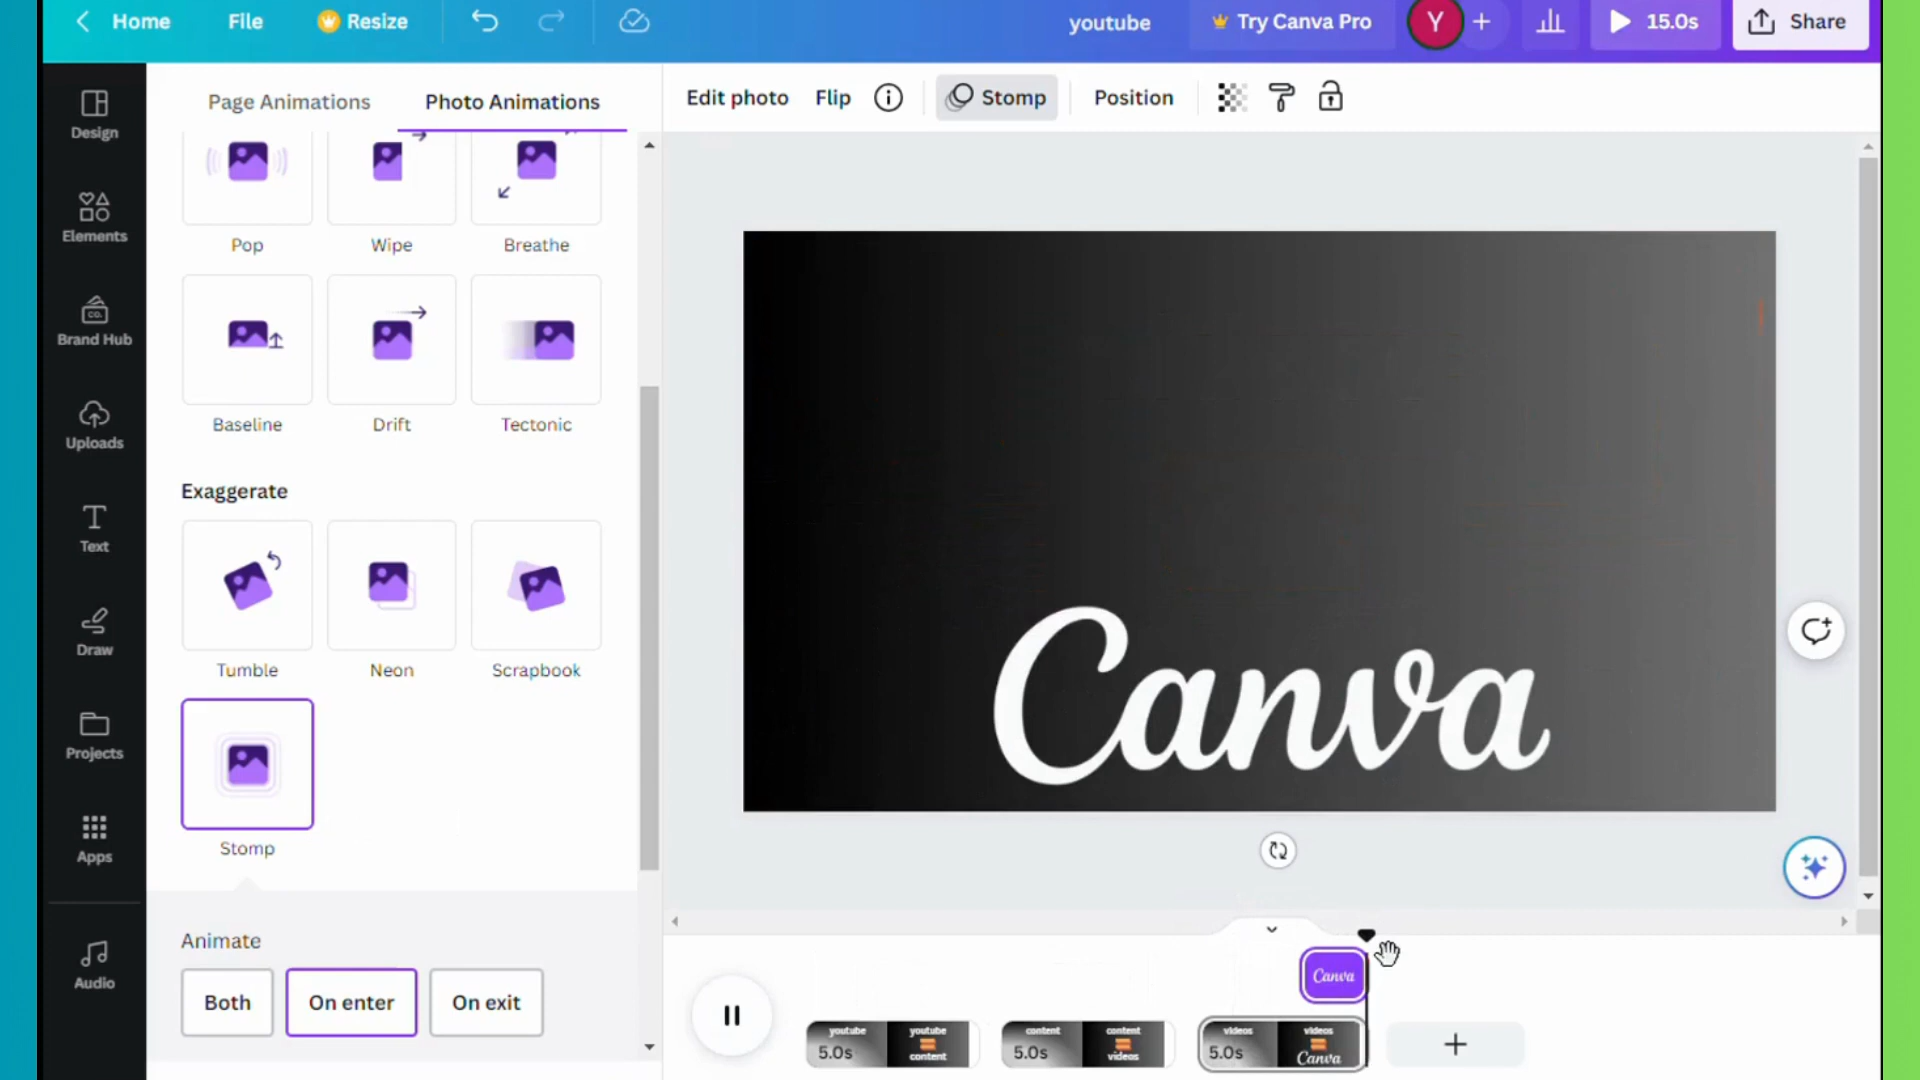 Home
File
Resize
youtube
Try Canva Pro
Y
15.0s
Share
Design
Elements
CO.
Brand Hub
Uploads
Text
Draw
Projects
Apps
Audio
Page Animations
Photo Animations
Pop
Wipe
Breathe
Baseline
Drift
Tectonic
Exaggerate
Tumble
Neon
Scrapbook
Stomp
Animate
Both
On enter
On exit
Edit photo
Flip
Stomp
Position
Canva
Canva
youtube
5.0s
youtube
content
content
5.0s
content
videos
videos
5.0s
videos
Canva